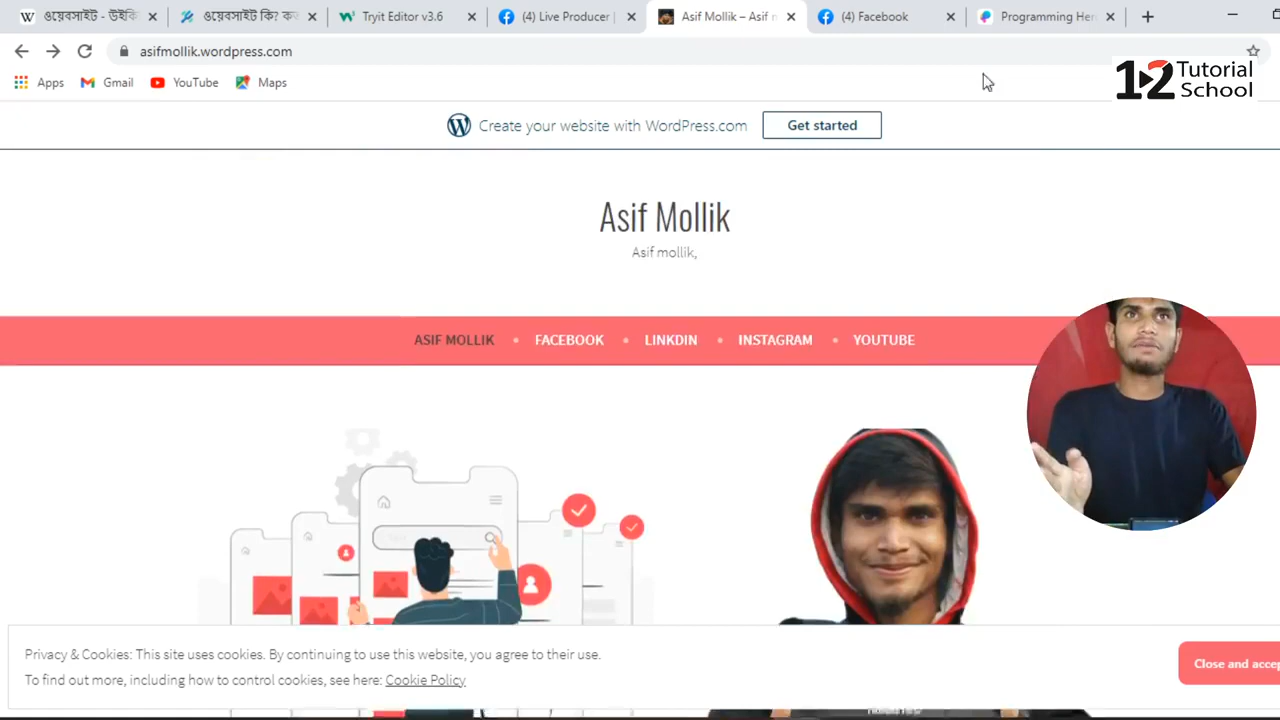 ওয়েবসাইট - উইকি
ওয়েবসাইট কি? কত
Tryit Editor v3.6
(4) Live Producer |
Asif Mollik – Asif m
(4) Facebook
Programming Hero
asifmollik.wordpress.com
Apps
Gmail
YouTube
Maps
12 Tutorial
School
Create your website with WordPress.com
Get started
Asif Mollik
Asif mollik,
ASIF MOLLIK
FACEBOOK
LINKDIN
INSTAGRAM
YOUTUBE
Privacy & Cookies: This site uses cookies. By continuing to use this website, you agree to their use.
To find out more, including how to control cookies, see here: Cookie Policy
Close and accep